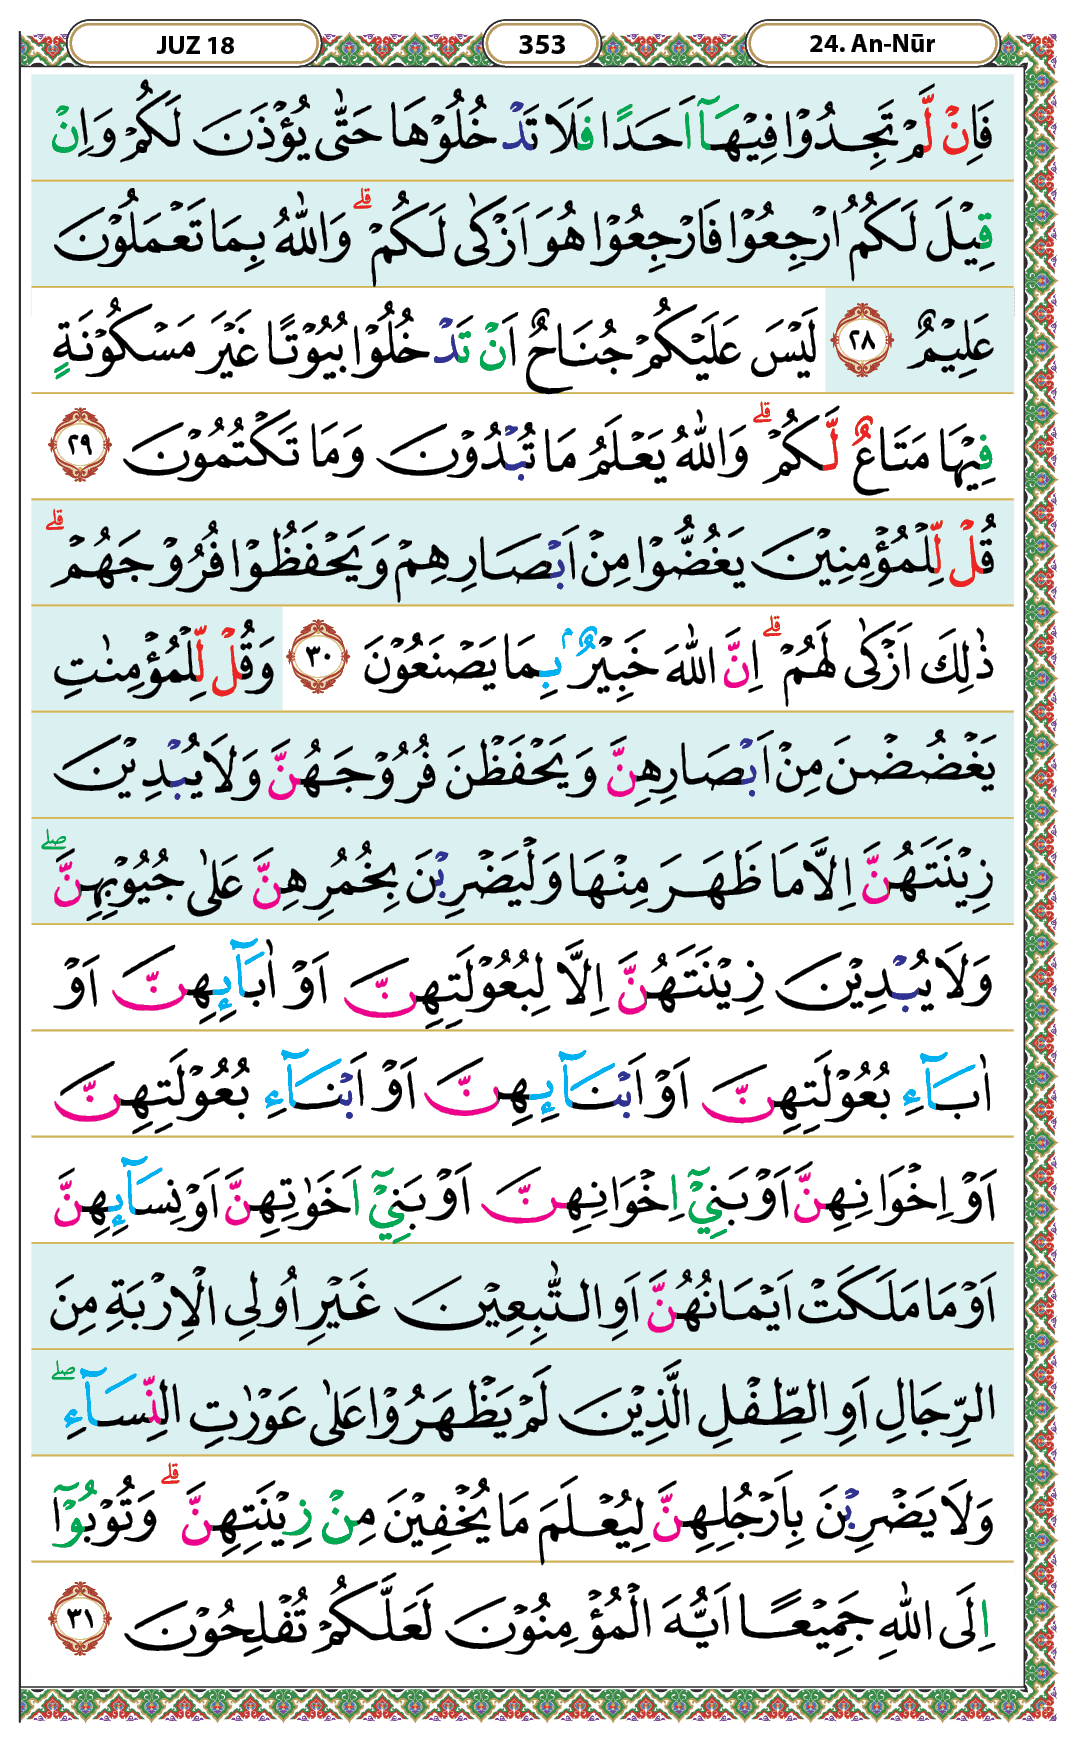 JUZ 18 353 24. An-Nūr
فَاِنْ لَّمْ تَجِدُوْا فِيْهَآ اَحَدًا فَلَا تَدْخُلُوْهَا حَتّٰى يُؤْذَنَ لَكُمْ وَاِنْ
قِيْلَ لَكُمُ ارْجِعُوْا فَارْجِعُوْا هُوَ اَزْكٰى لَكُمْ ۗ وَاللّٰهُ بِمَا تَعْمَلُوْنَ
عَلِيْمٌ ٢٨ لَيْسَ عَلَيْكُمْ جُنَاحٌ اَنْ تَدْخُلُوْا بُيُوْتًا غَيْرَ مَسْكُوْنَةٍ
فِيْهَا مَتَاعٌ لَّكُمْ ۗ وَاللّٰهُ يَعْلَمُ مَا تُبْدُوْنَ وَمَا تَكْتُمُوْنَ ٢٩
قُلْ لِّلْمُؤْمِنِيْنَ يَغُضُّوْا مِنْ اَبْصَارِهِمْ وَيَحْفَظُوْا فُرُوْجَهُمْ ۗ
ذٰلِكَ اَزْكٰى لَهُمْ ۗ اِنَّ اللّٰهَ خَبِيْرٌۢ بِمَا يَصْنَعُوْنَ ٣٠ وَقُلْ لِّلْمُؤْمِنٰتِ
يَغْضُضْنَ مِنْ اَبْصَارِهِنَّ وَيَحْفَظْنَ فُرُوْجَهُنَّ وَلَا يُبْدِيْنَ
زِيْنَتَهُنَّ اِلَّا مَا ظَهَرَ مِنْهَا وَلْيَضْرِبْنَ بِخُمُرِهِنَّ عَلٰى جُيُوْبِهِنَّ ۖ
وَلَا يُبْدِيْنَ زِيْنَتَهُنَّ اِلَّا لِبُعُوْلَتِهِنَّ اَوْ اٰبَآئِهِنَّ اَوْ
اٰبَآءِ بُعُوْلَتِهِنَّ اَوْ اَبْنَآئِهِنَّ اَوْ اَبْنَآءِ بُعُوْلَتِهِنَّ
اَوْ اِخْوَانِهِنَّ اَوْ بَنِيْٓ اِخْوَانِهِنَّ اَوْ بَنِيْٓ اَخَوٰتِهِنَّ اَوْ نِسَآئِهِنَّ
اَوْ مَا مَلَكَتْ اَيْمَانُهُنَّ اَوِ التّٰبِعِيْنَ غَيْرِ اُولِى الْاِرْبَةِ مِنَ
الرِّجَالِ اَوِ الطِّفْلِ الَّذِيْنَ لَمْ يَظْهَرُوْا عَلٰى عَوْرٰتِ النِّسَآءِ ۖ
وَلَا يَضْرِبْنَ بِاَرْجُلِهِنَّ لِيُعْلَمَ مَا يُخْفِيْنَ مِنْ زِيْنَتِهِنَّ ۗ وَتُوْبُوْٓا
اِلَى اللّٰهِ جَمِيْعًا اَيُّهَ الْمُؤْمِنُوْنَ لَعَلَّكُمْ تُفْلِحُوْنَ ٣١